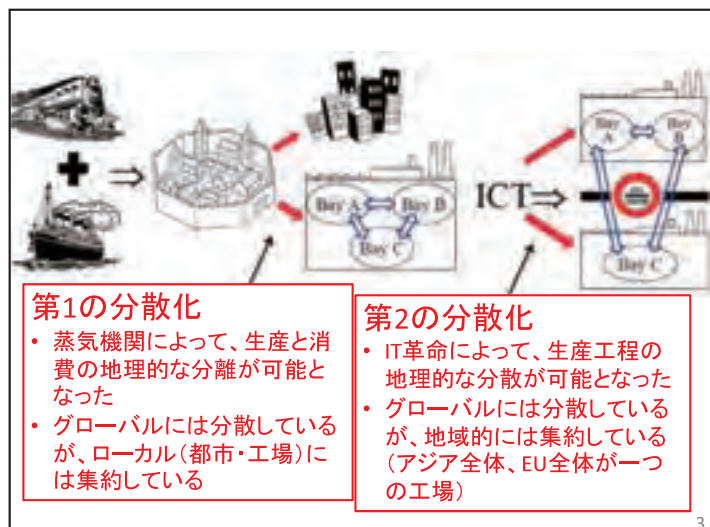 Bay A
Bay B
Bay C
ICT⇒
Bay
A
Bay
B
Bay C
第1の分散化
• 蒸気機関によって、生産と消
費の地理的な分離が可能と
なった
• グローバルには分散している
が、ローカル(都市・工場)に
は集約している
第2の分散化
• IT革命によって、生産工程の
地理的な分散が可能となった
• グローバルには分散している
が、地域的には集約している
(アジア全体、EU全体が一つ
の工場)
3